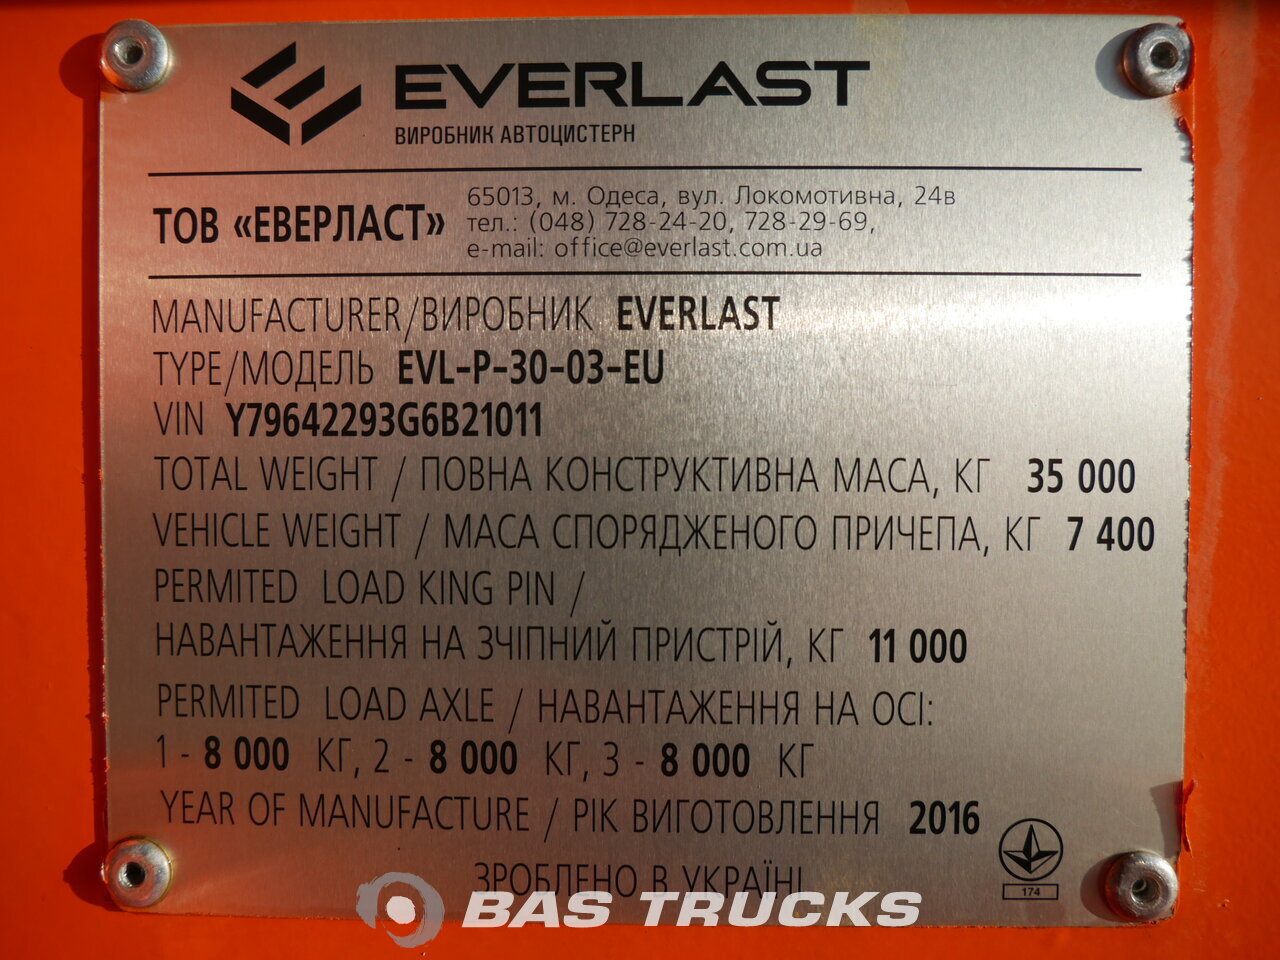 EVERLAST
ВИРОБНИК АВТОЦИСТЕРН
ТОВ «ЕВЕРЛАСТ»
65013, м. Одеса, вул. Локомотивна, 24в
тел.: (048) 728-24-20, 728-29-69,
e-mail: office@everlast.com.ua
MANUFACTURER/ВИРОБНИК EVERLAST
TYPE/МОДЕЛЬ EVL-P-30-03-EU
VIN Y79642293G6B21011
TOTAL WEIGHT / ПОВНА КОНСТРУКТИВНА МАСА, КГ 35 000
VEHICLE WEIGHT / МАСА СПОРЯДЖЕНОГО ПРИЧЕПА, КГ 7 400
PERMITED LOAD KING PIN /
НАВАНТАЖЕННЯ НА ЗЧІПНИЙ ПРИСТРІЙ, КГ 11 000
PERMITED LOAD AXLE / НАВАНТАЖЕННЯ НА ОСІ:
1 - 8 000 КГ, 2 - 8 000 КГ, 3 - 8 000 КГ
YEAR OF MANUFACTURE / РІК ВИГОТОВЛЕННЯ 2016
174
ЗРОБЛЕНО В УКРАЇНІ
BAS TRUCKS